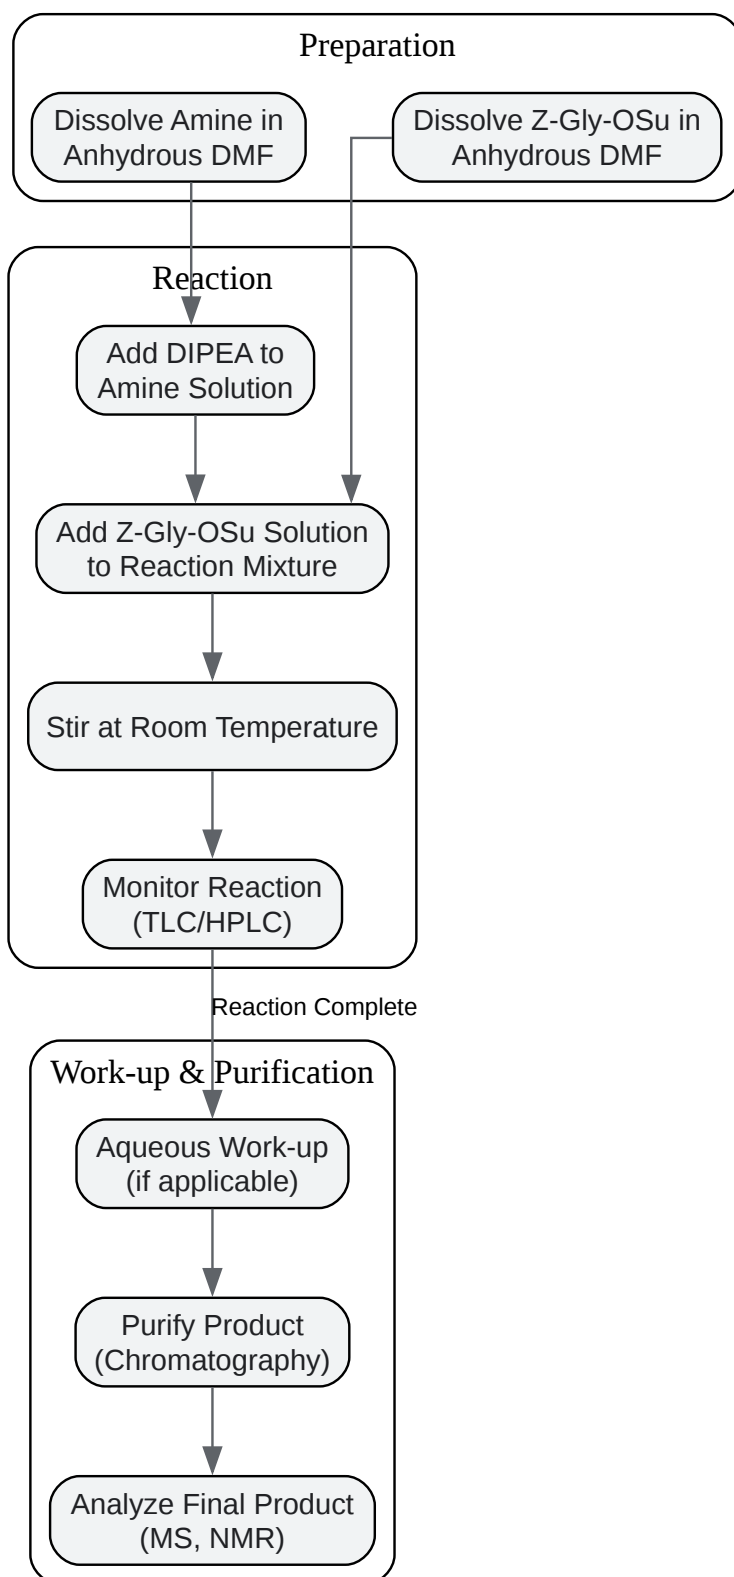 Preparation
Dissolve Amine in
Anhydrous DMF
Dissolve Z-Gly-OSu in
Anhydrous DMF
Reaction
Add DIPEA to
Amine Solution
Add Z-Gly-OSu Solution
to Reaction Mixture
Stir at Room Temperature
Monitor Reaction
(TLC/HPLC)
Reaction Complete
Work-up & Purification
Aqueous Work-up
(if applicable)
Purify Product
(Chromatography)
Analyze Final Product
(MS, NMR)